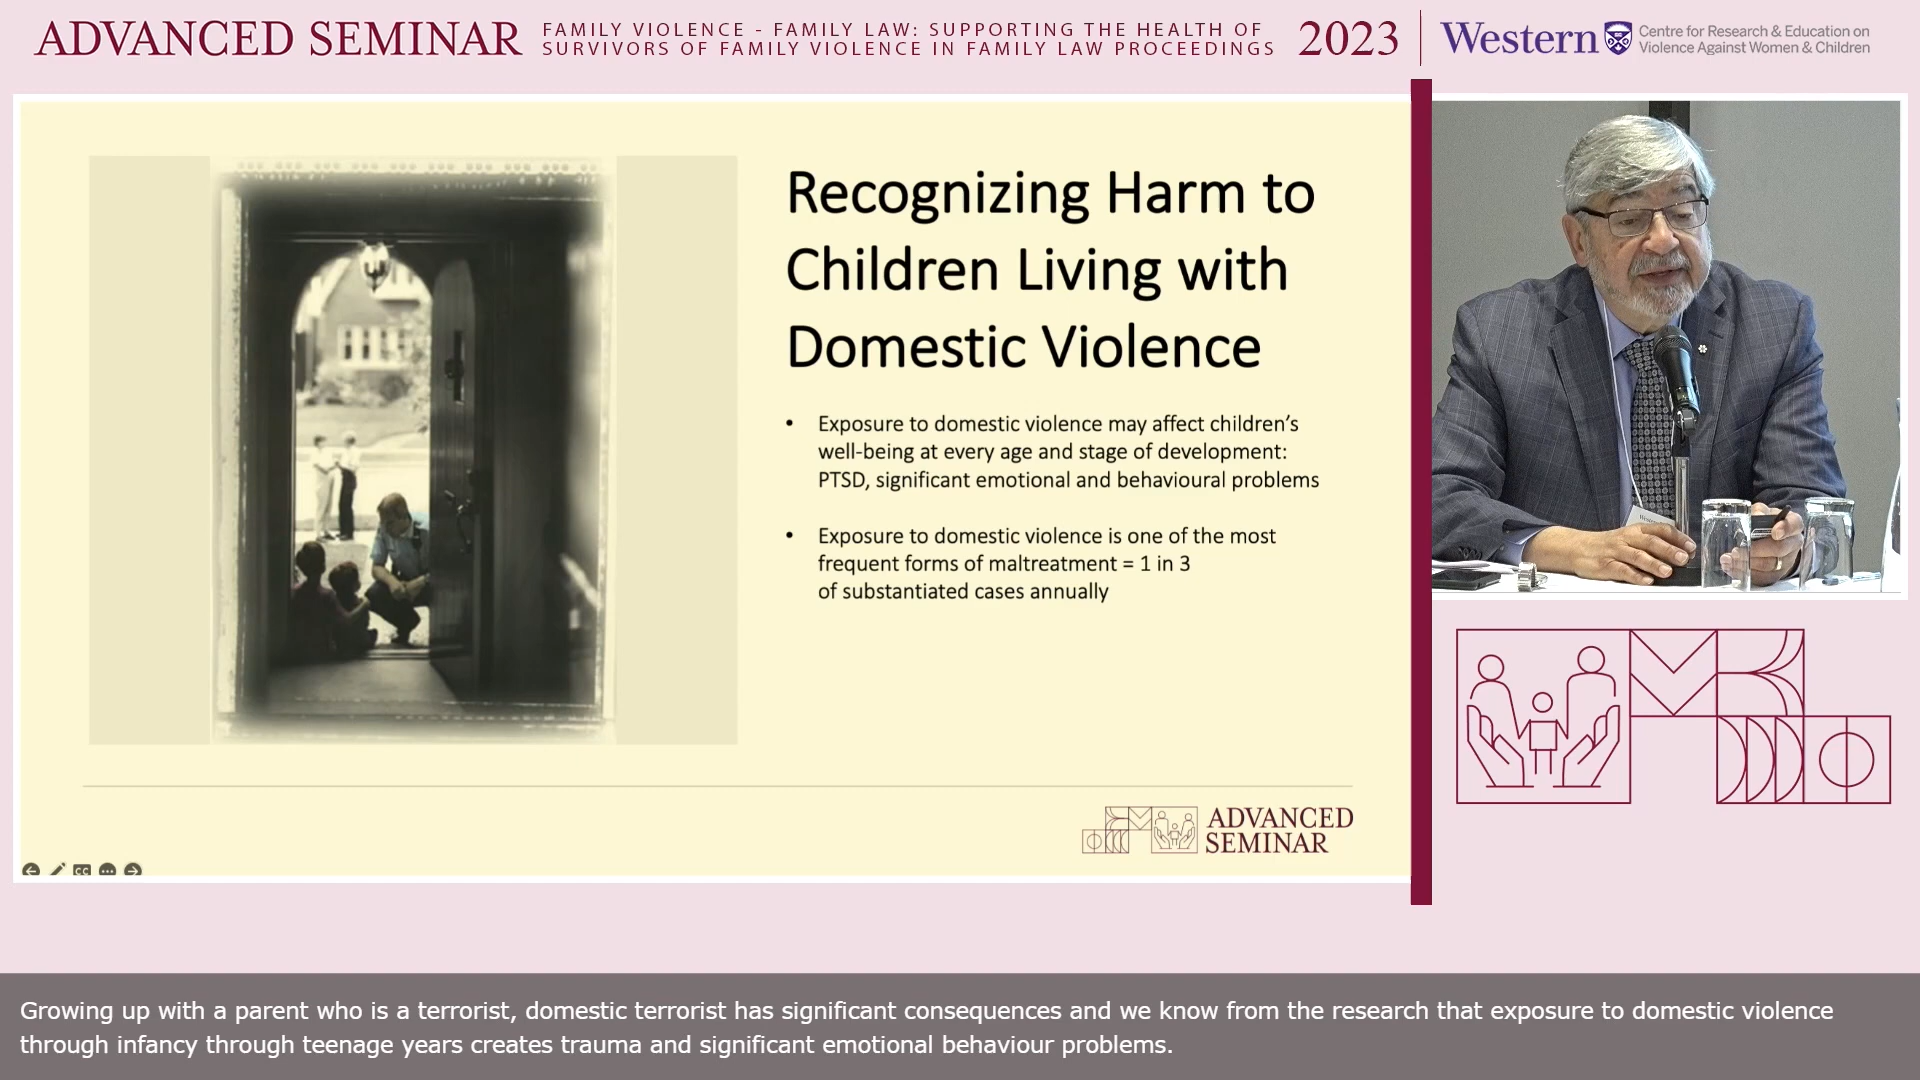 ADVANCED SEMINAR
FAMILY VIOLENCE - FAMILY LAW: SUPPORTING THE HEALTH OF
SURVIVORS OF FAMILY VIOLENCE IN FAMILY LAW PROCEEDINGS
2023
Western
Centre for Research & Education on
Violence Against Women & Children
Recognizing Harm to
Children Living with
Domestic Violence
• Exposure to domestic violence may affect children's
well-being at every age and stage of development:
PTSD, significant emotional and behavioural problems
• Exposure to domestic violence is one of the most
frequent forms of maltreatment = 1 in 3
of substantiated cases annually
ADVANCED
SEMINAR
CC
Growing up with a parent who is a terrorist, domestic terrorist has significant consequences and we know from the research that exposure to domestic violence
through infancy through teenage years creates trauma and significant emotional behaviour problems.